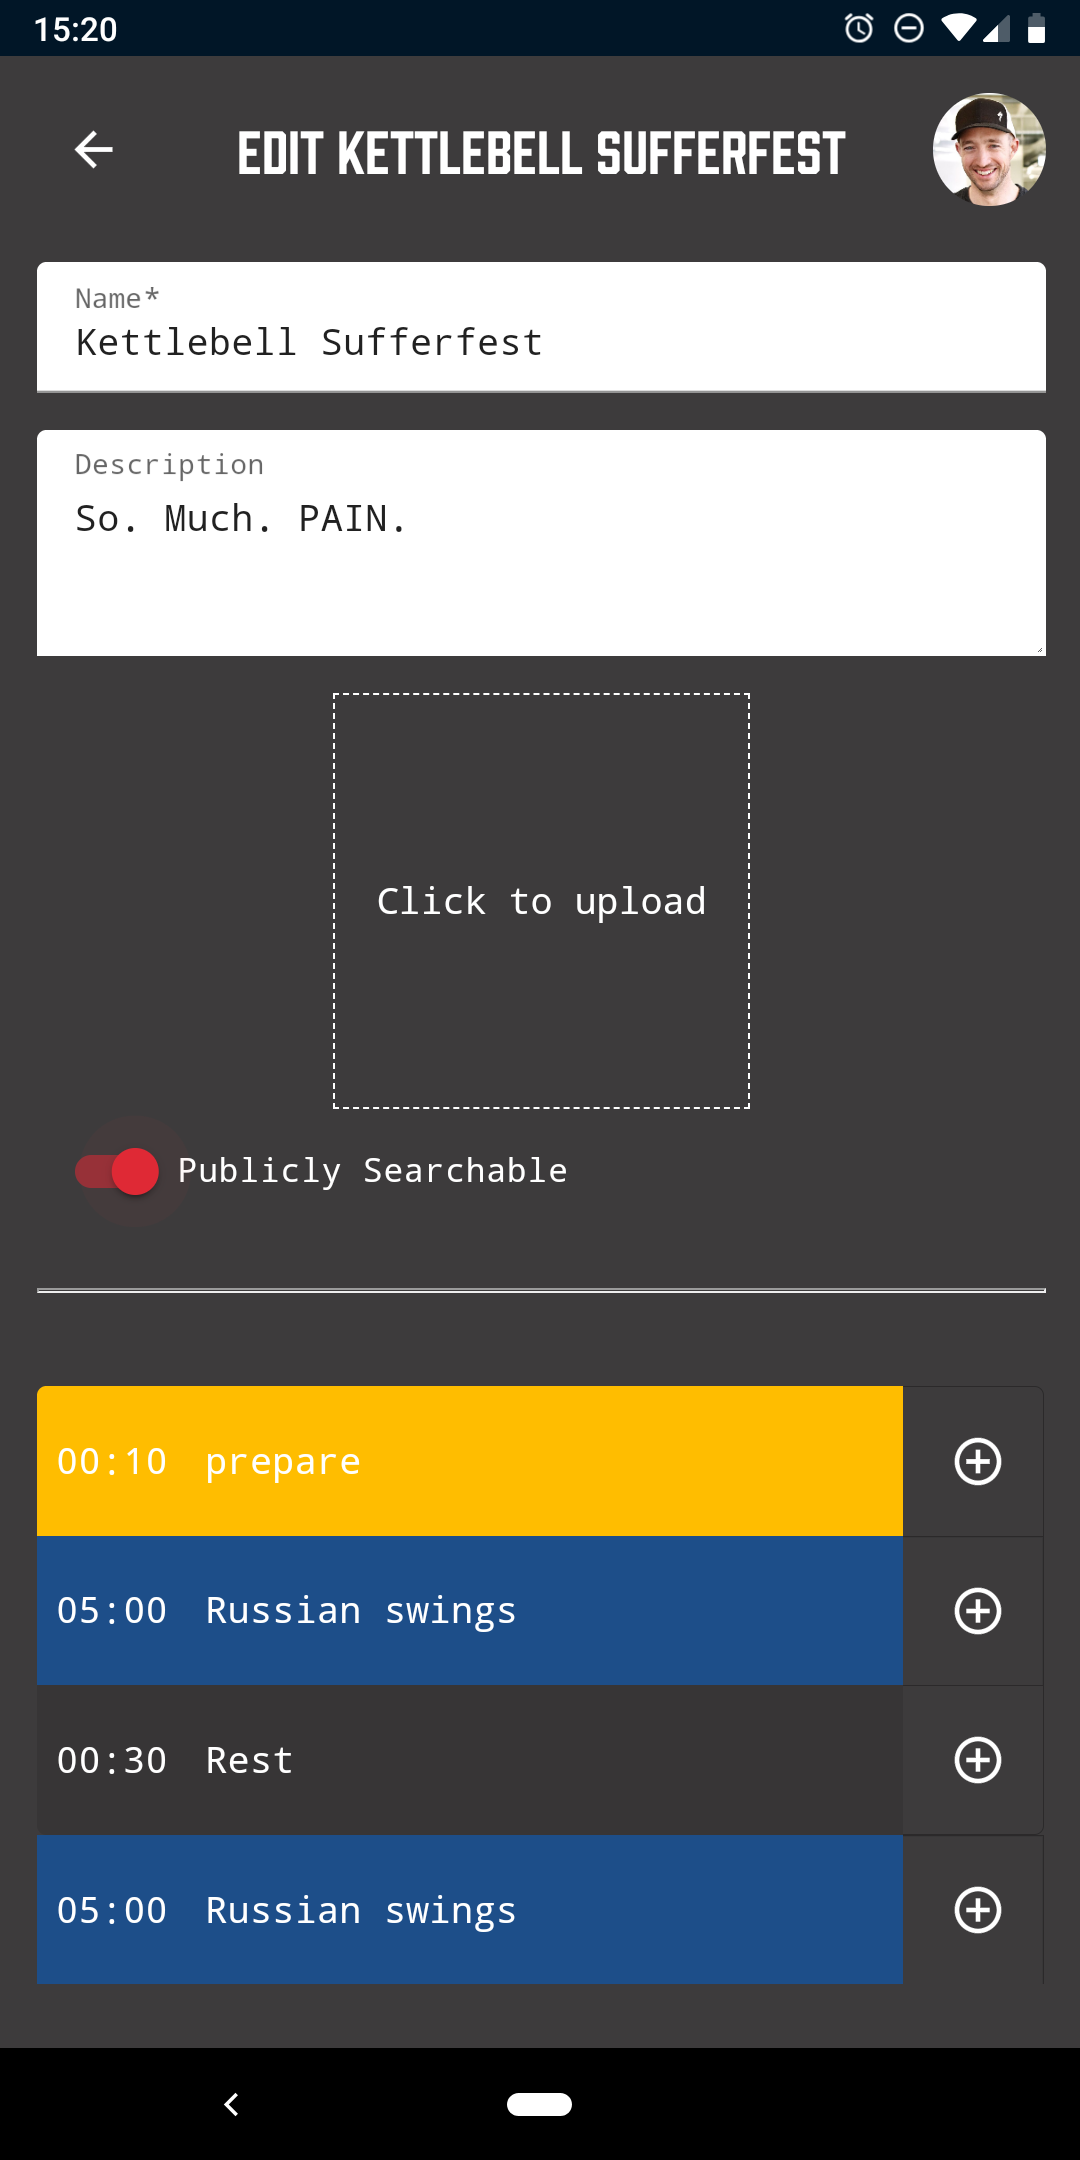 15:20
EDIT KETTLEBELL SUFFERFEST
Name*
Kettlebell Sufferfest
Description
So. Much. PAIN.
Click to upload
Publicly Searchable
00:10 prepare
05:00 Russian swings
00:30 Rest
05:00 Russian swings